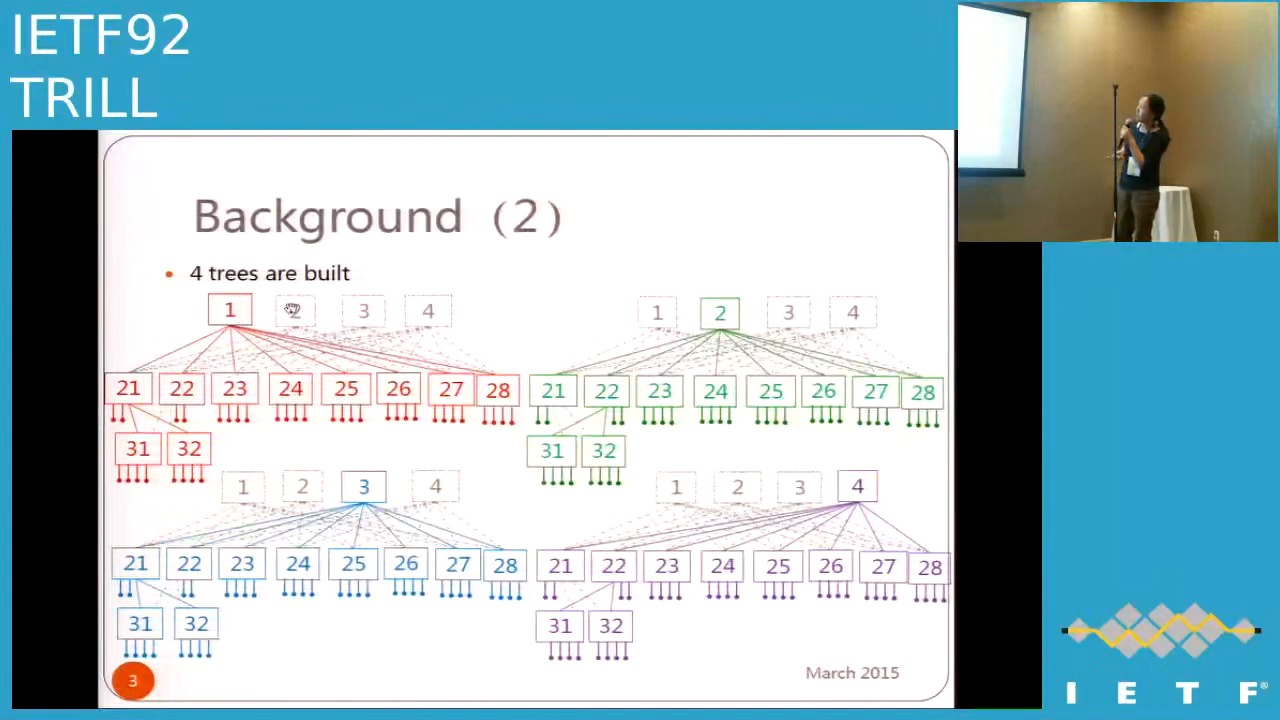 IETF92
TRILL
Background (2)
• 4 trees are built
1 2 3 4
21 22 23 24 25 26 27 28
31 32
1 2 3 4
21 22 23 24 25 26 27 28
31 32
1 2 3 4
21 22 23 24 25 26 27 28
31 32
1 2 3 4
21 22 23 24 25 26 27 28
31 32
3
March 2015
I E T F®